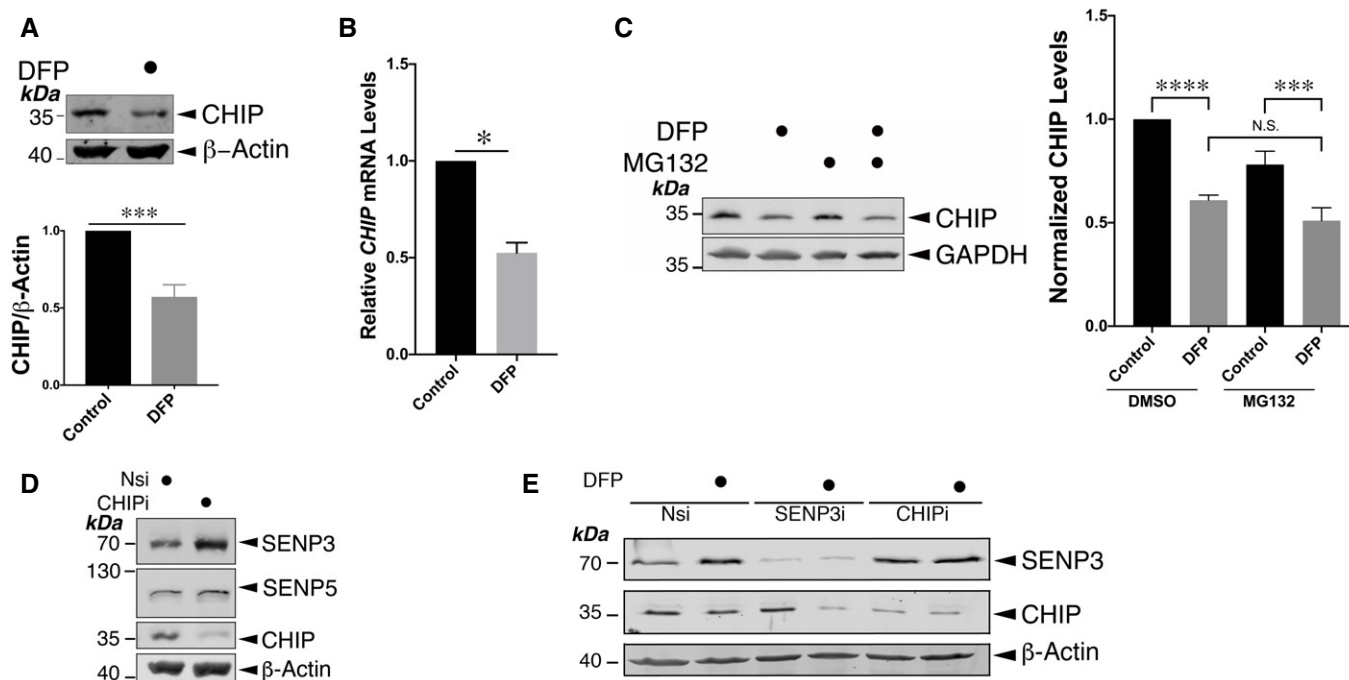 A
DFP ●
kDa
35 CHIP
40 β–Actin
***
CHIP/β-Actin
1.0
0.5
0.0
Control DFP
B
Relative CHIP mRNA Levels
1.5
1.0
0.5
0.0
*
Control DFP
C
DFP ● ●
MG132 ● ●
kDa
35 CHIP
GAPDH
35
Normalized CHIP Levels
1.5
1.0
0.5
0.0
**** ***
N.S.
Control DFP Control DFP
DMSO MG132
D
Nsi ●
CHIPi ●
kDa
70 SENP3
130
SENP5
35 CHIP
40 β-Actin
E
DFP ● ● ●
Nsi SENP3i CHIPi
kDa
70 SENP3
35 CHIP
40 β-Actin